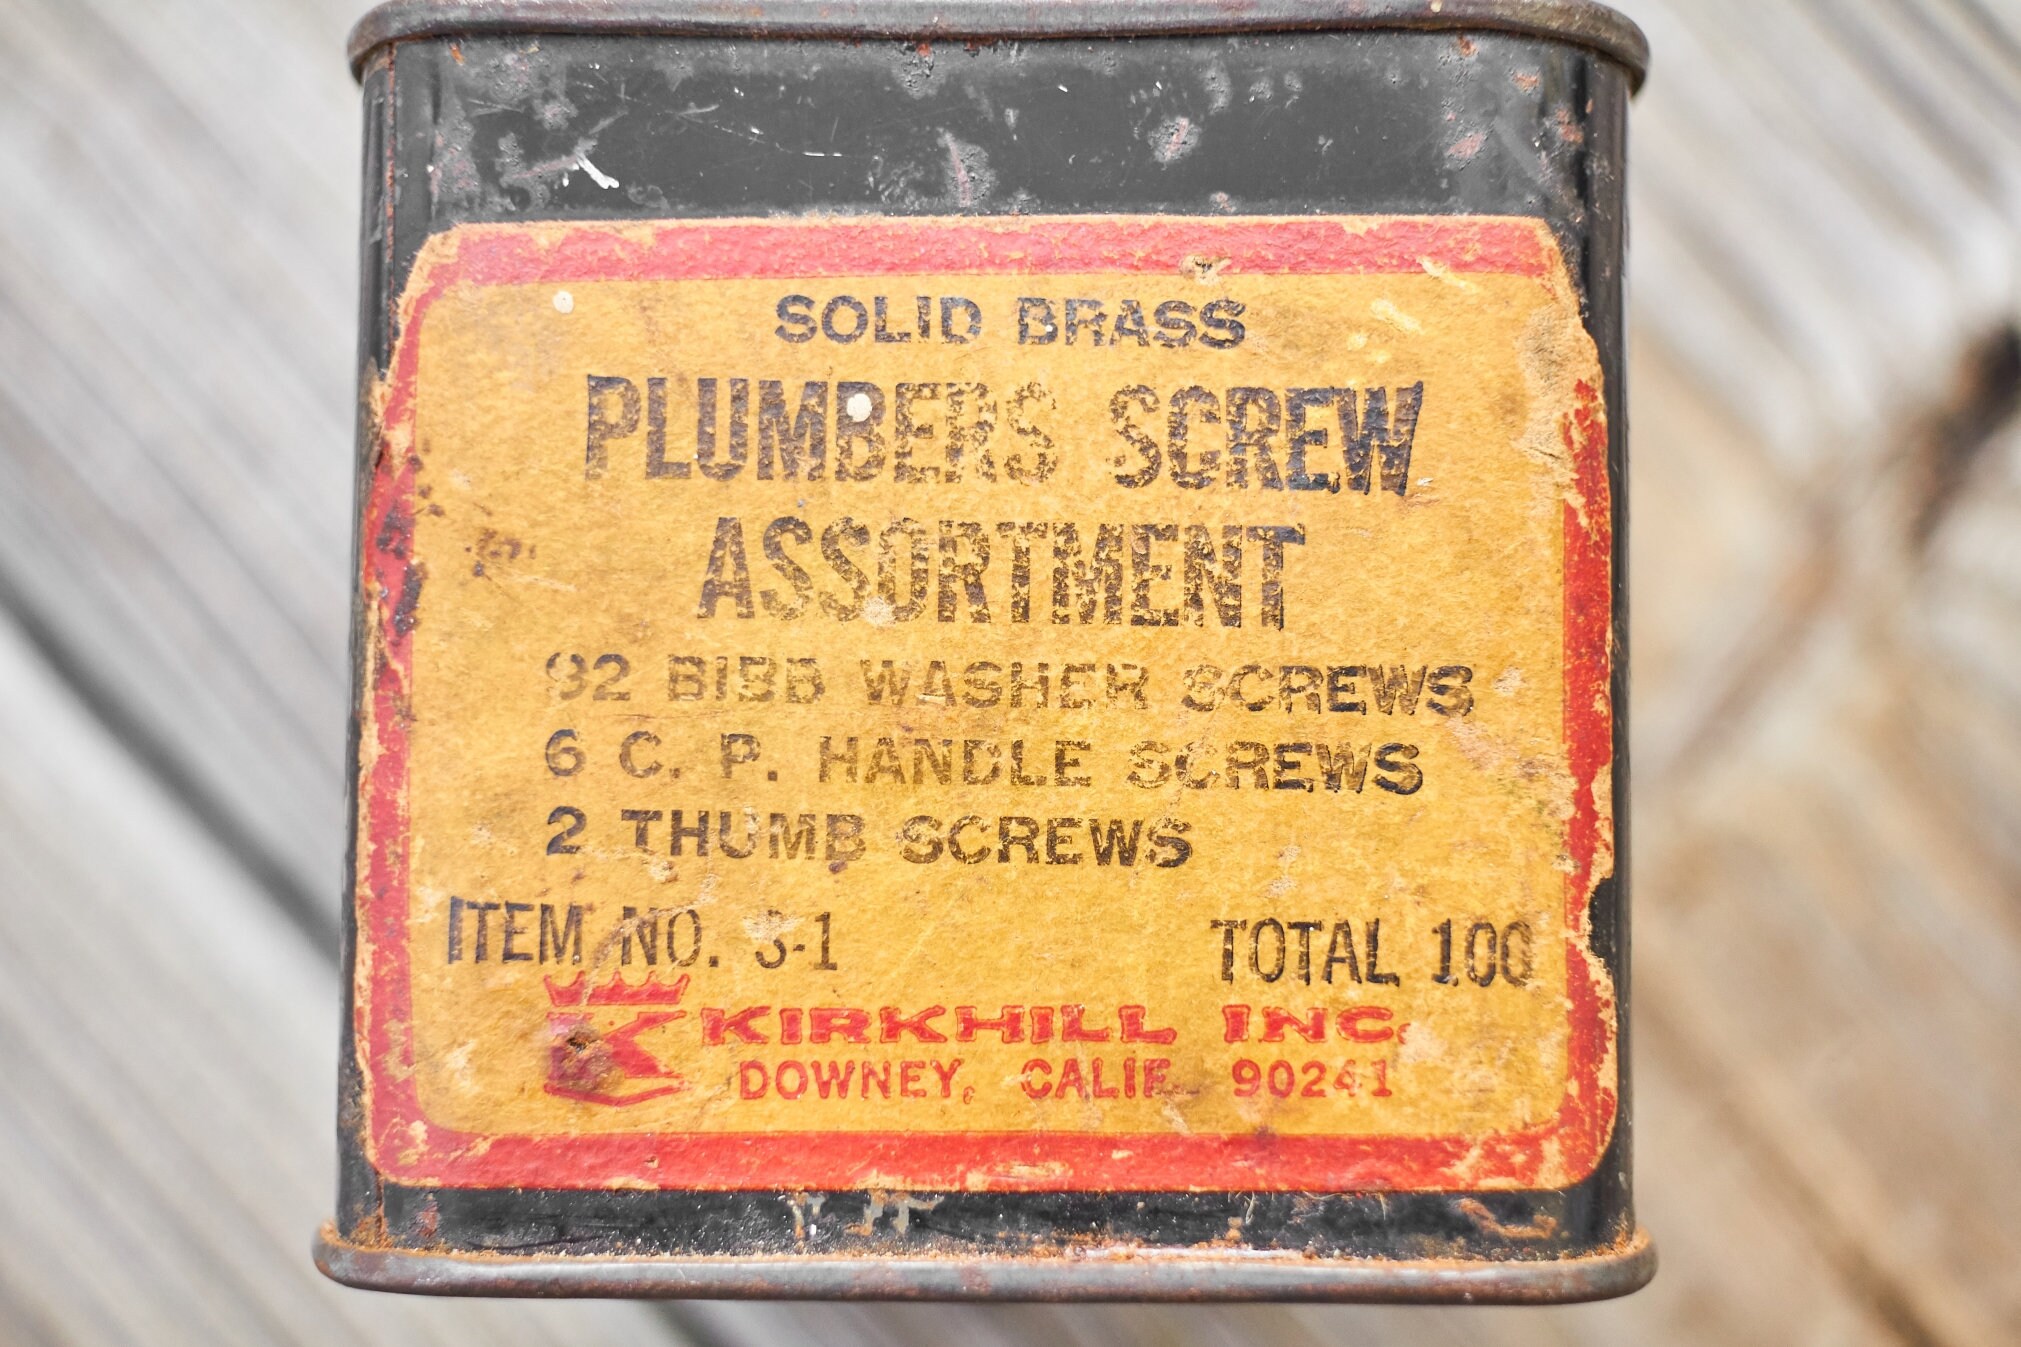 SOLID BRASS
PLUMBERS SCREW
ASSORTMENT
92 BIBB WASHER SCREWS
6 C. P. HANDLE SCREWS
2 THUMB SCREWS
ITEM NO. S-1
TOTAL 100
K KIRKHILL INC.
DOWNEY, CALIF. 90241